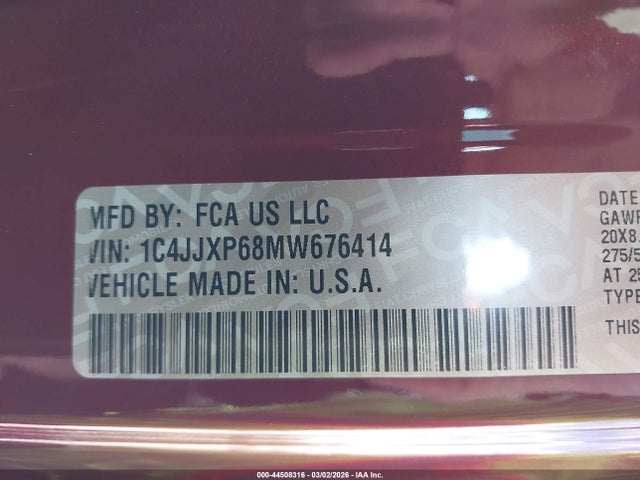 MFD BY: FCA US LLC
VIN: 1C4JJXP68MW676414
VEHICLE MADE IN: U.S.A.
DATE
GAWR
20X8.
275/5
AT 25
TYPE
THIS
000-44508316 — 03/02/2026 — IAA Inc.